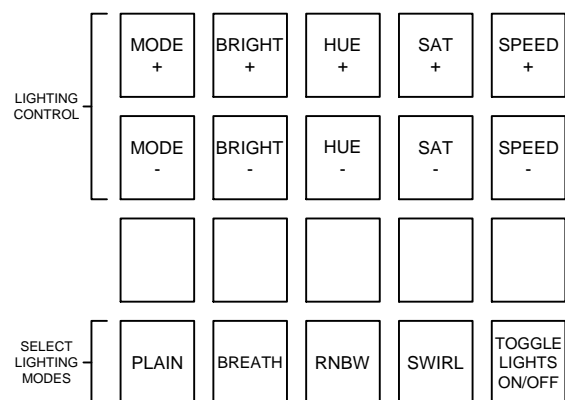 MODE
+
BRIGHT
+
HUE
+
SAT
+
SPEED
+
LIGHTING
CONTROL
MODE
-
BRIGHT
-
HUE
-
SAT
-
SPEED
-
SELECT
LIGHTING
MODES
PLAIN
BREATH
RNBW
SWIRL
TOGGLE
LIGHTS
ON/OFF